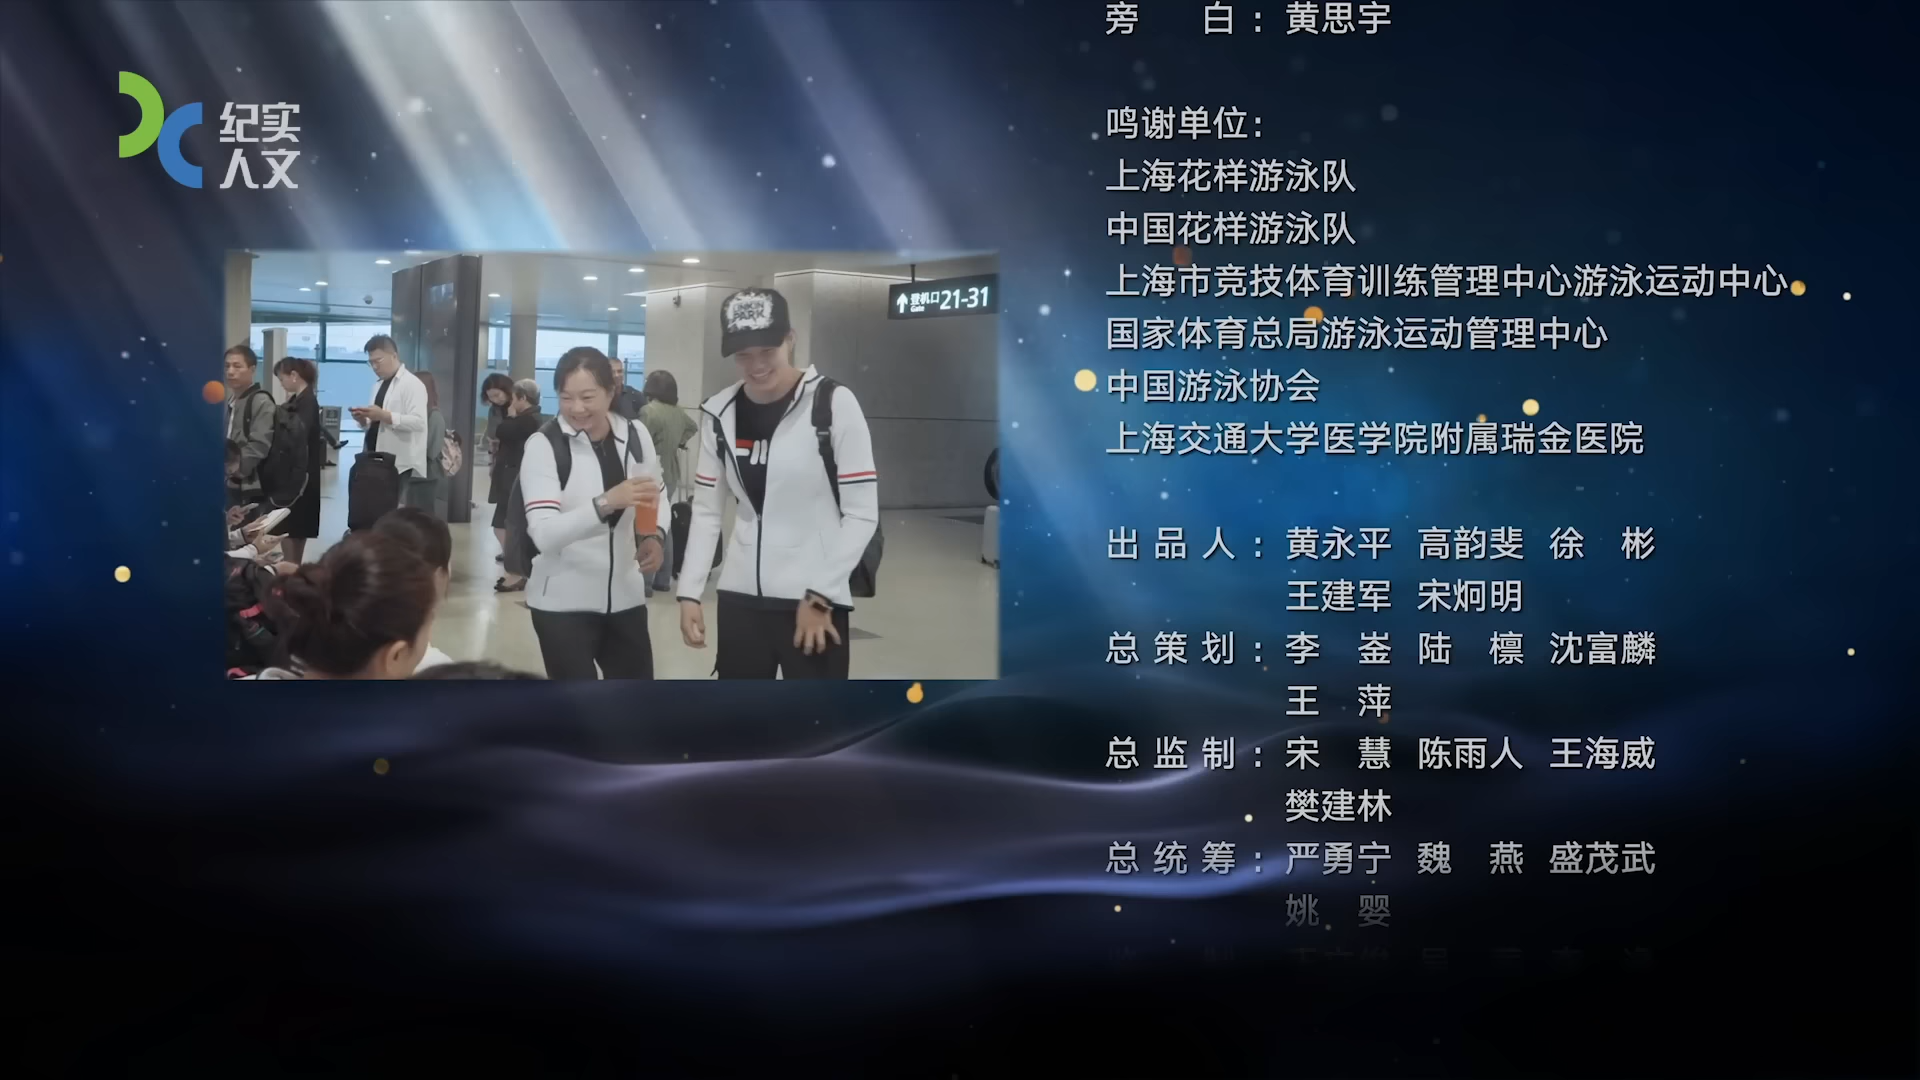 纪实
人文
登机口21-31
Gate
LINKIN
PARK
旁 白：黄思宇
鸣谢单位：
上海花样游泳队
中国花样游泳队
上海市竞技体育训练管理中心游泳运动中心
国家体育总局游泳运动管理中心
中国游泳协会
上海交通大学医学院附属瑞金医院
出 品 人：黄永平 高韵斐 徐 彬
王建军 宋炯明
总 策 划：李 崟 陆 檩 沈富麟
王 萍
总 监 制：宋 慧 陈雨人 王海威
樊建林
总 统 筹：严勇宁 魏 燕 盛茂武
姚 婴